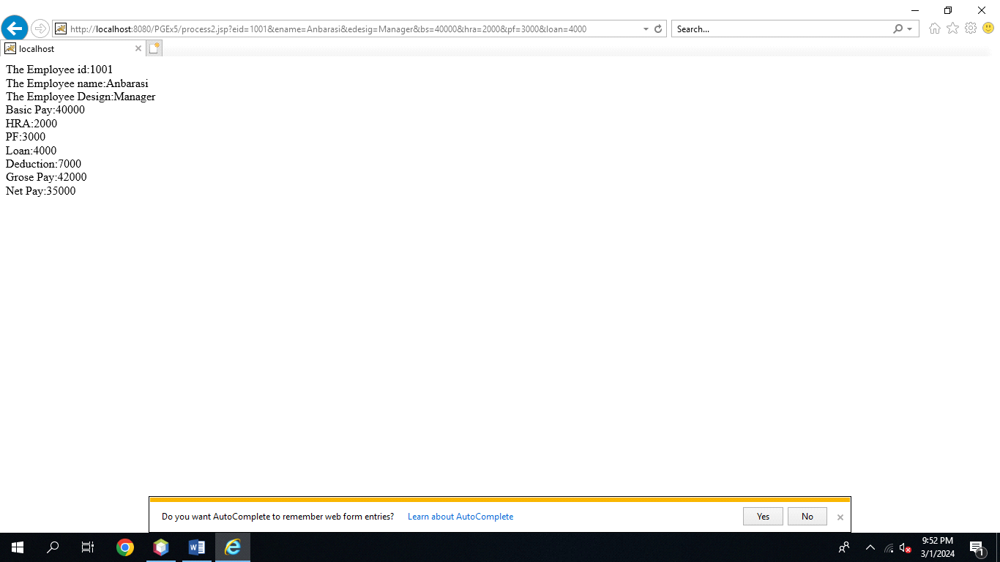 http://localhost:8080/PGEx5/process2.jsp?eid=1001&ename=Anbarasi&edesig=Manager&bs=40000&hra=2000&pf=3000&loan=4000
Search...
localhost
The Employee id:1001
The Employee name:Anbarasi
The Employee Design:Manager
Basic Pay:40000
HRA:2000
PF:3000
Loan:4000
Deduction:7000
Grose Pay:42000
Net Pay:35000
Do you want AutoComplete to remember web form entries? Learn about AutoComplete Yes No
9:52 PM
3/1/2024
1